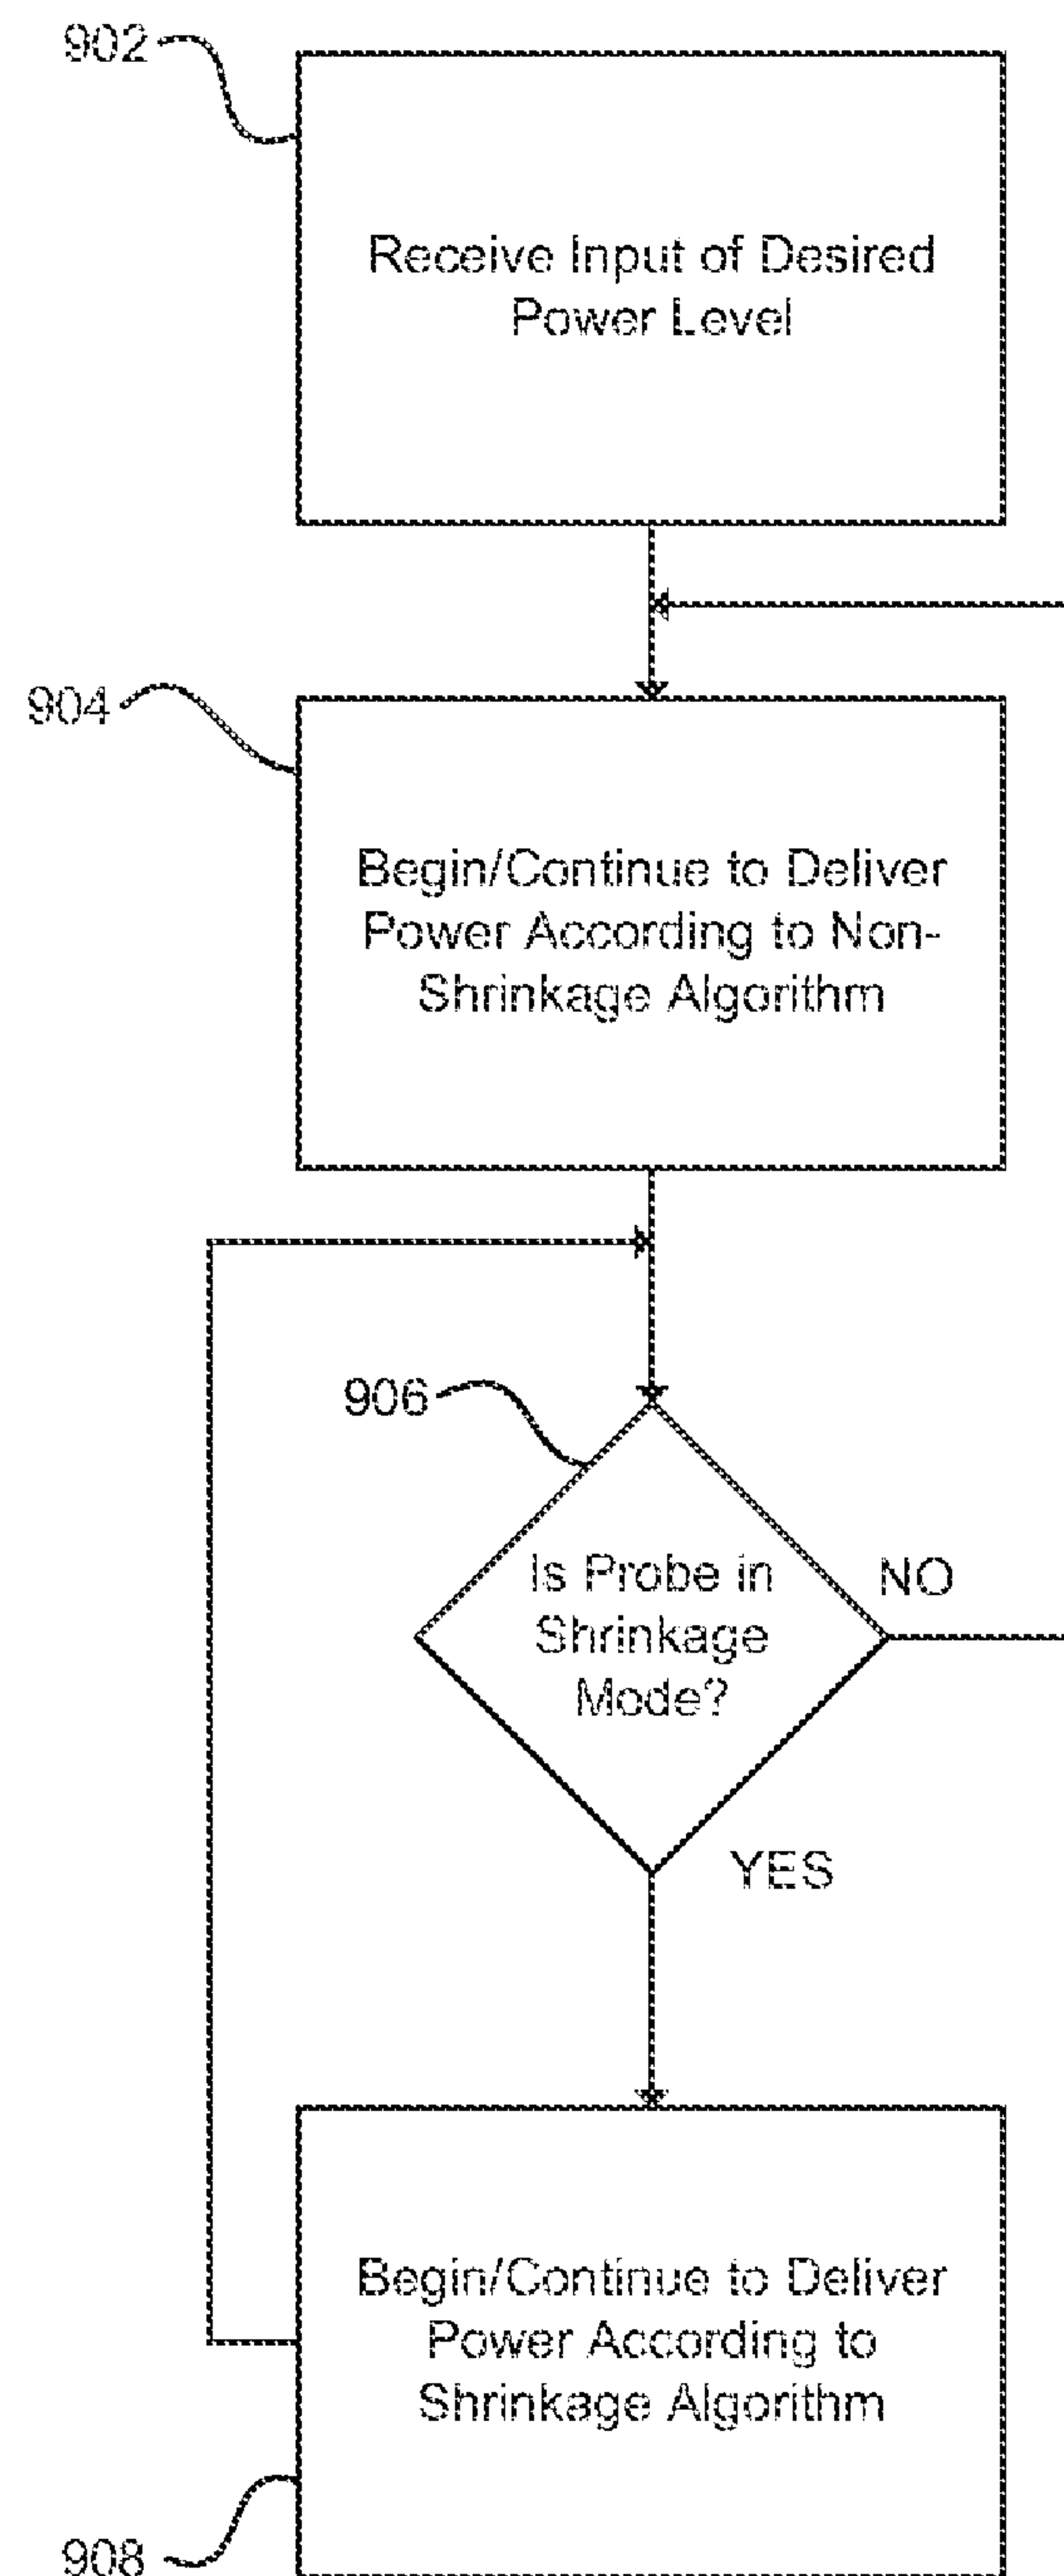 902
Receive Input of Desired
Power Level
904
Begin/Continue to Deliver
Power According to Non-
Shrinkage Algorithm
906
Is Probe in
Shrinkage
Mode?
NO
YES
Begin/Continue to Deliver
Power According to
Shrinkage Algorithm
908